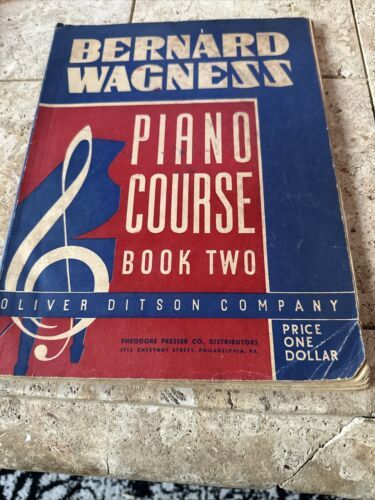 BERNARD
WAGNESS
PIANO
COURSE
BOOK TWO
OLIVER DITSON COMPANY
THEODORE PRESSER CO., DISTRIBUTORS
1712 CHESTNUT STREET, PHILADELPHIA, PA.
PRICE
ONE
DOLLAR